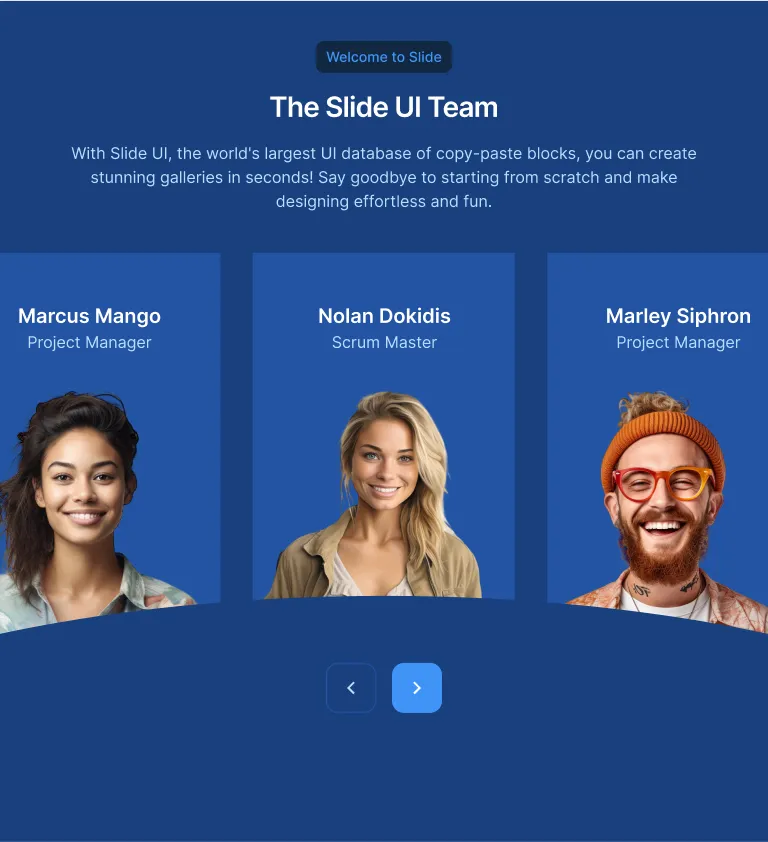 Welcome to Slide
The Slide UI Team
With Slide UI, the world's largest UI database of copy-paste blocks, you can create
stunning galleries in seconds! Say goodbye to starting from scratch and make
designing effortless and fun.
Marcus Mango
Project Manager
Nolan Dokidis
Scrum Master
Marley Siphron
Project Manager